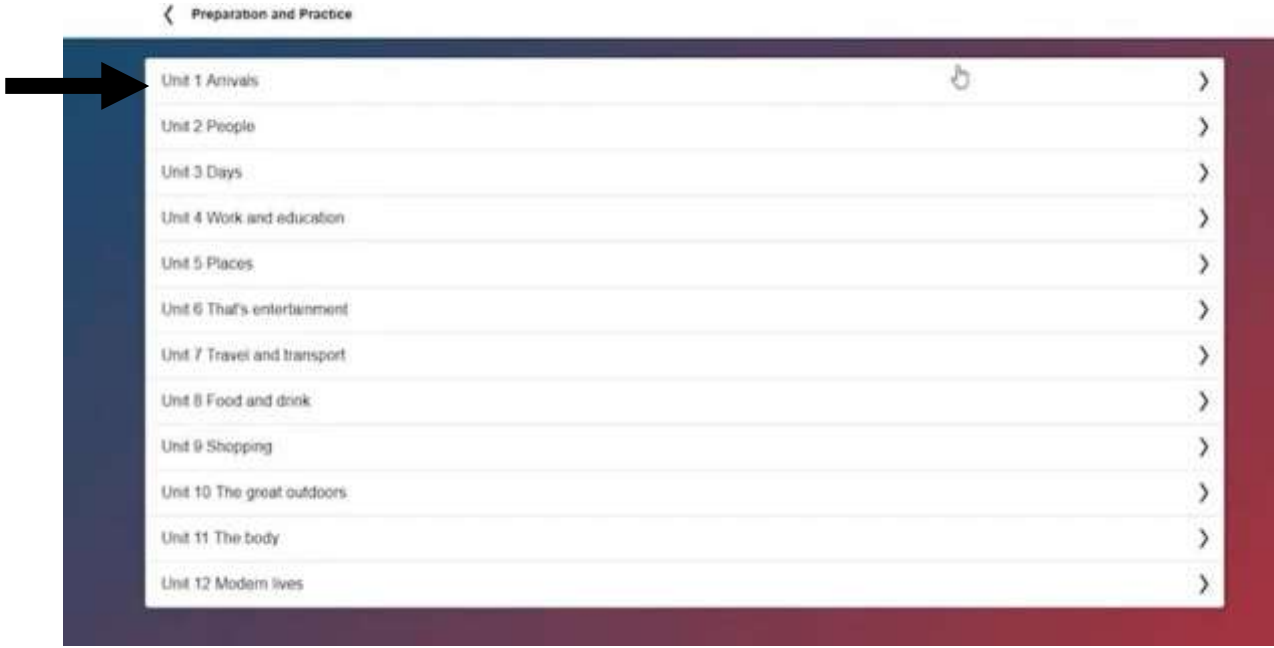 Preparation and Practice
Unit 1 Arrivals
Unit 2 People
Unit 3 Days
Unit 4 Work and education
Unit 5 Places
Unit 6 That's entertainment
Unit 7 Travel and transport
Unit 8 Food and drink
Unit 9 Shopping
Unit 10 The great outdoors
Unit 11 The body
Unit 12 Modern lives